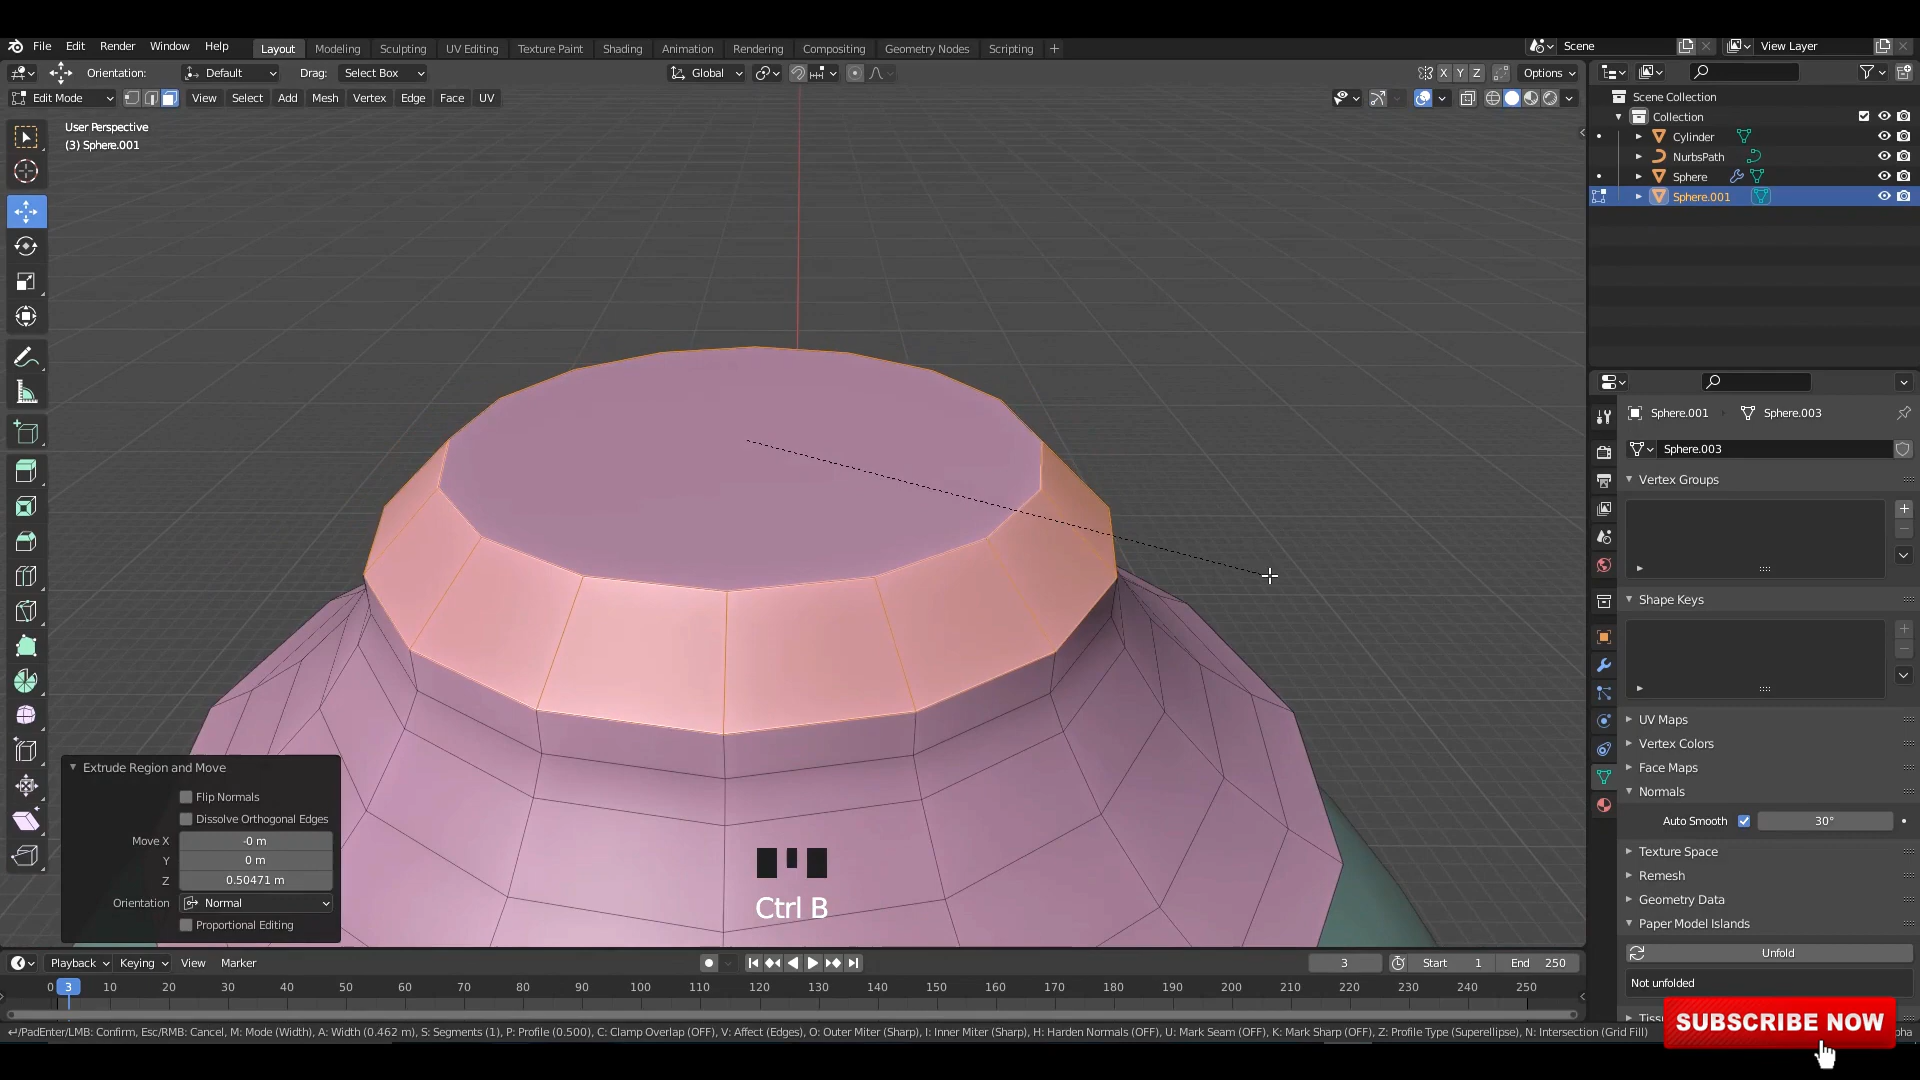 File Edit Render Window Help Layout Modeling Sculpting UV Editing Texture Paint Shading Animation Rendering Compositing Geometry Nodes Scripting + Scene View Layer
Orientation: Default Drag: Select Box Global X Y Z Options
Edit Mode View Select Add Mesh Vertex Edge Face UV
User Perspective
(3) Sphere.001
Scene Collection
Collection
Cylinder
NurbsPath
Sphere
Sphere.001
Sphere.001 Sphere.003
Sphere.003
Vertex Groups
Shape Keys
UV Maps
Vertex Colors
Face Maps
Normals
Auto Smooth 30°
Texture Space
Remesh
Geometry Data
Paper Model Islands
Unfold
Not unfolded
Extrude Region and Move
Flip Normals
Dissolve Orthogonal Edges
Move X -0 m
Y 0 m
Z 0.50471 m
Orientation Normal
Proportional Editing
Ctrl B
Playback Keying View Marker 3 Start 1 End 250
0 3 10 20 30 40 50 60 70 80 90 100 110 120 130 140 150 160 170 180 190 200 210 220 230 240 250
↵/PadEnter/LMB: Confirm, Esc/RMB: Cancel, M: Mode (Width), A: Width (0.462 m), S: Segments (1), P: Profile (0.500), C: Clamp Overlap (OFF), V: Affect (Edges), O: Outer Miter (Sharp), I: Inner Miter (Sharp), H: Harden Normals (OFF), U: Mark Seam (OFF), K: Mark Sharp (OFF), Z: Profile Type (Superellipse), N: Intersection (Grid Fill)
SUBSCRIBE NOW